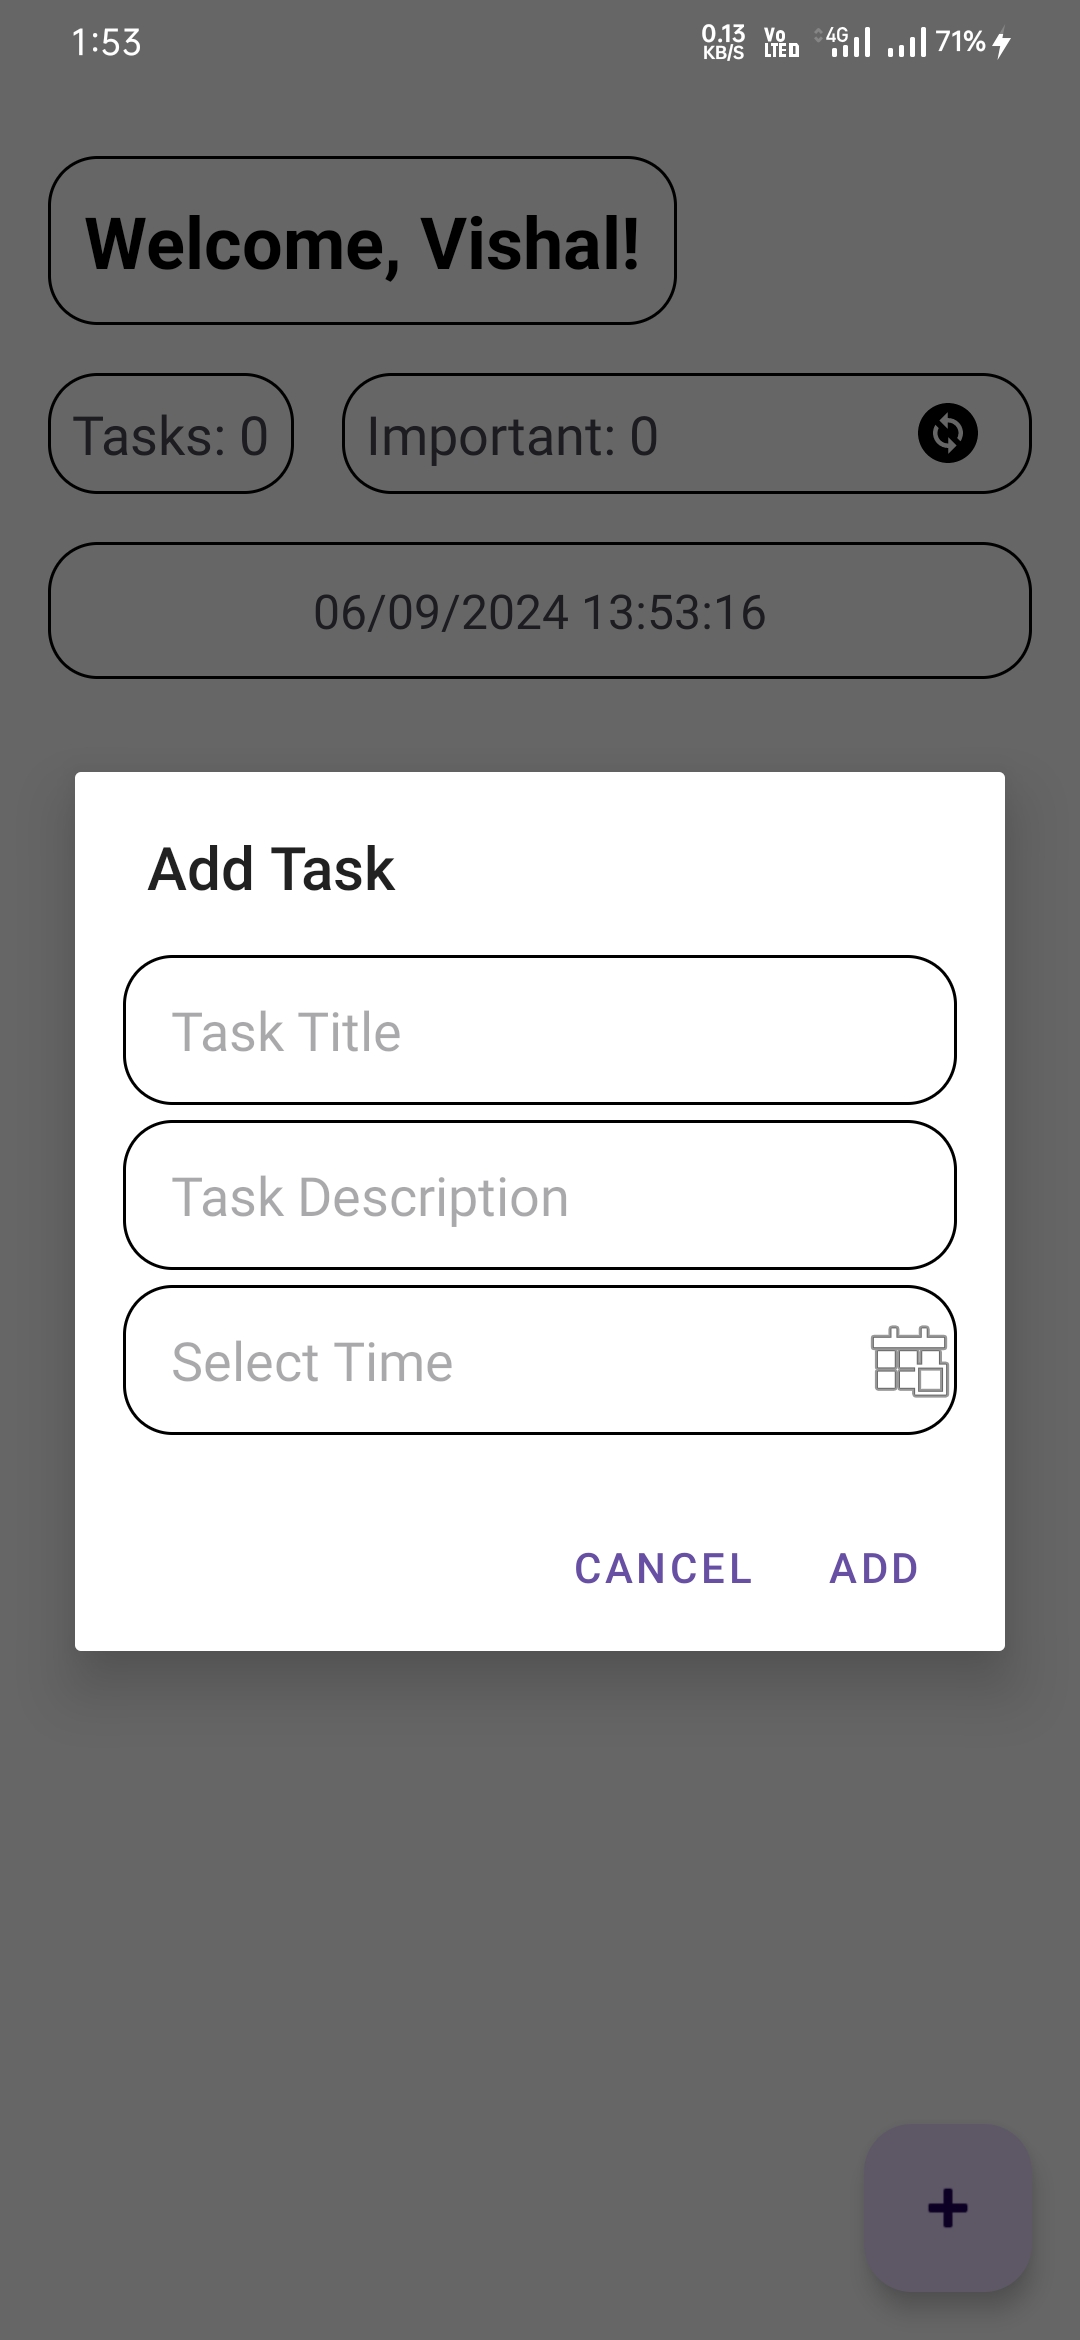 1:53 0.13 KB/S Vo LTE D 4G 71%
Welcome, Vishal!
Tasks: 0 Important: 0
06/09/2024 13:53:16
Add Task
Task Title
Task Description
Select Time
CANCEL ADD